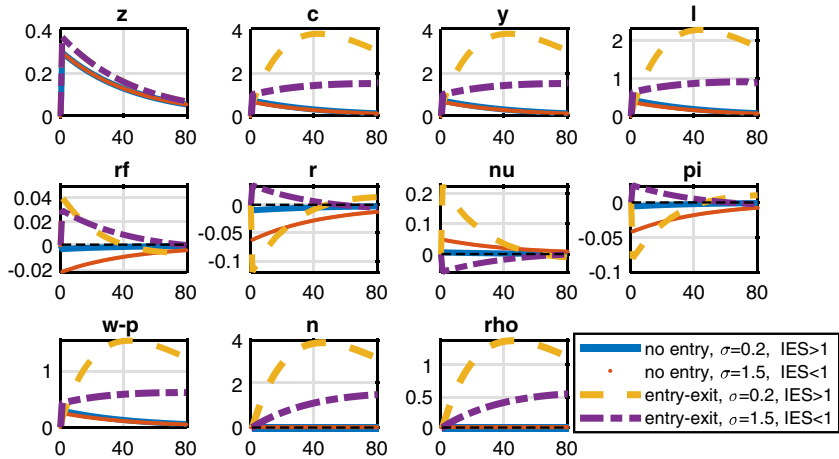 z c y l
0.4 4 4 2
0.2 2 2 1
0 0 0 0
0 40 80 0 40 80 0 40 80 0 40 80
rf r nu pi
0.04 0 0.2 0
0.02 -0.05 0.1 -0.05
0 -0.1 0 -0.1
-0.02
0 40 80 0 40 80 0 40 80 0 40 80
w-p n rho
1 4 1
0 2 0.5
0 0
0 40 80 0 40 80 0 40 80
no entry, σ=0.2, IES>1
no entry, σ=1.5, IES<1
entry-exit, σ=0.2, IES>1
entry-exit, σ=1.5, IES<1